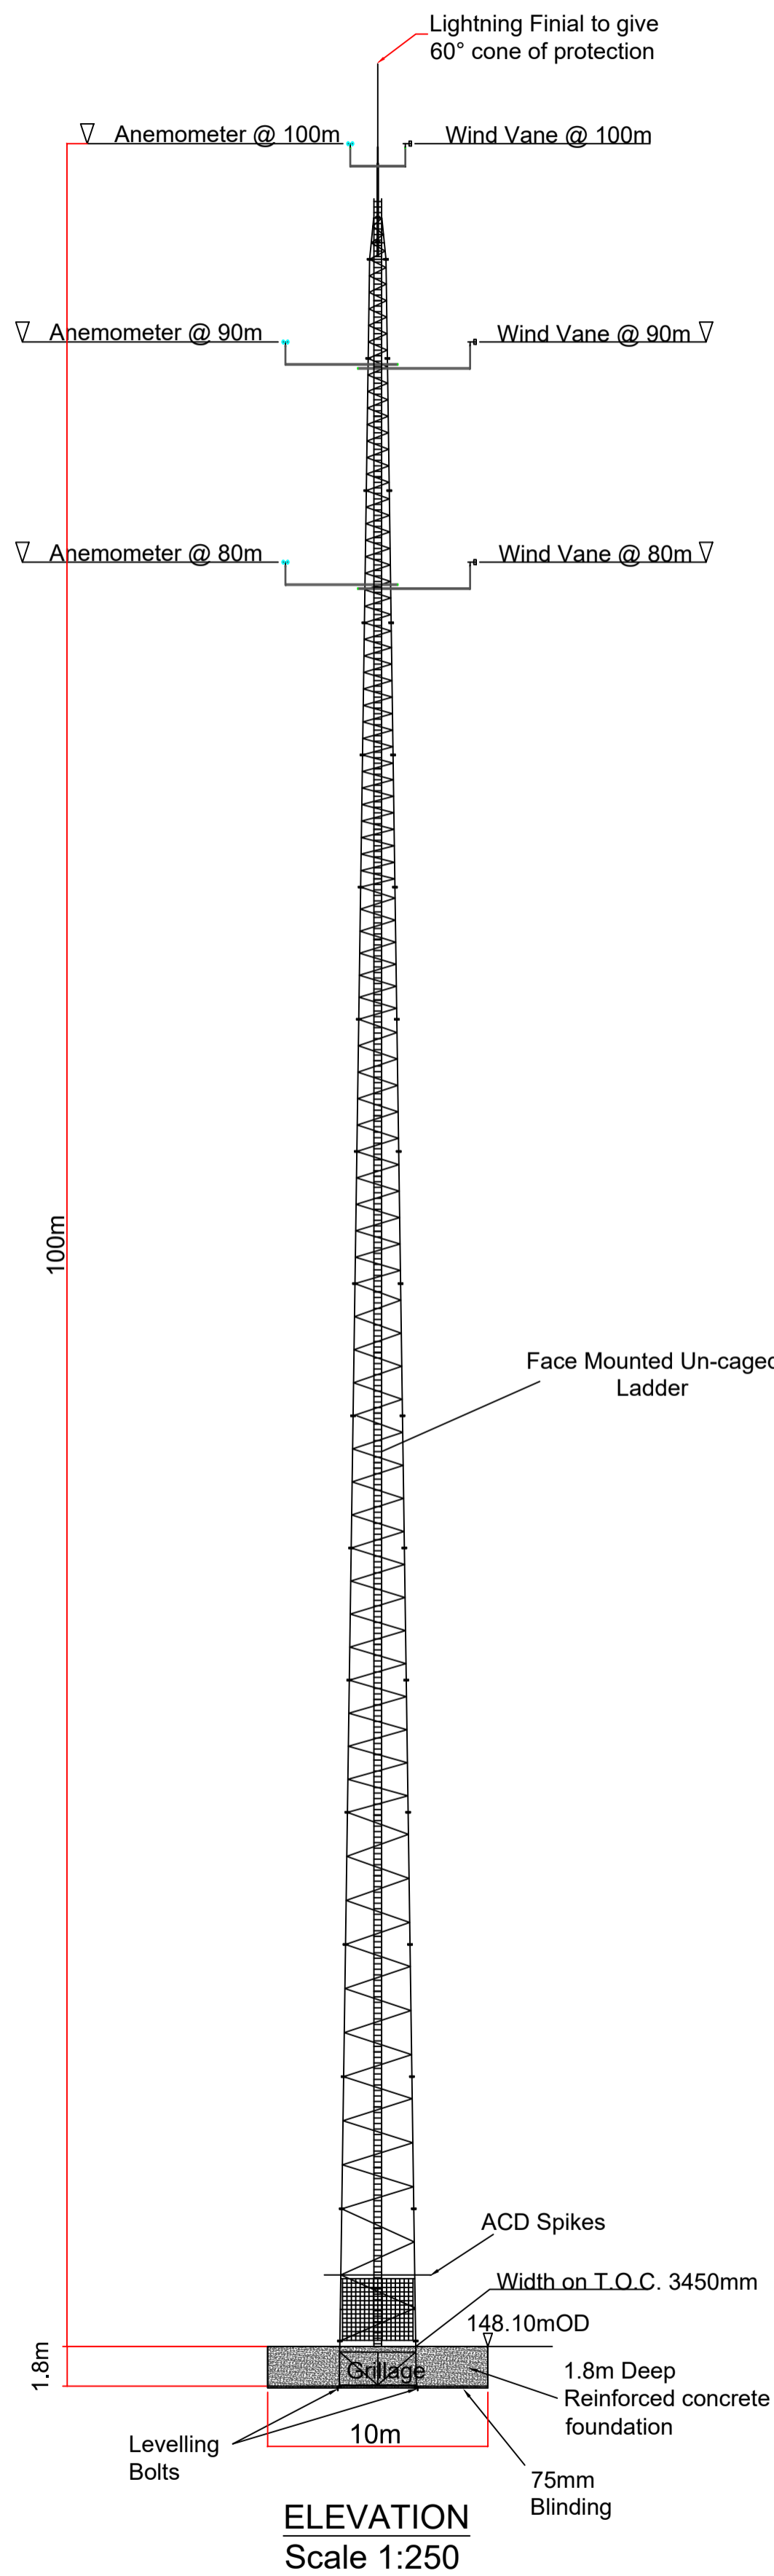 Lightning Finial to give
60° cone of protection
Anemometer @ 100m
Wind Vane @ 100m
Anemometer @ 90m
Wind Vane @ 90m
Anemometer @ 80m
Wind Vane @ 80m
100m
Face Mounted Un-caged
Ladder
ACD Spikes
Width on T.O.C. 3450mm
148.10mOD
1.8m
Grillage
1.8m Deep
Reinforced concrete
foundation
10m
Levelling
Bolts
75mm
Blinding
ELEVATION
Scale 1:250